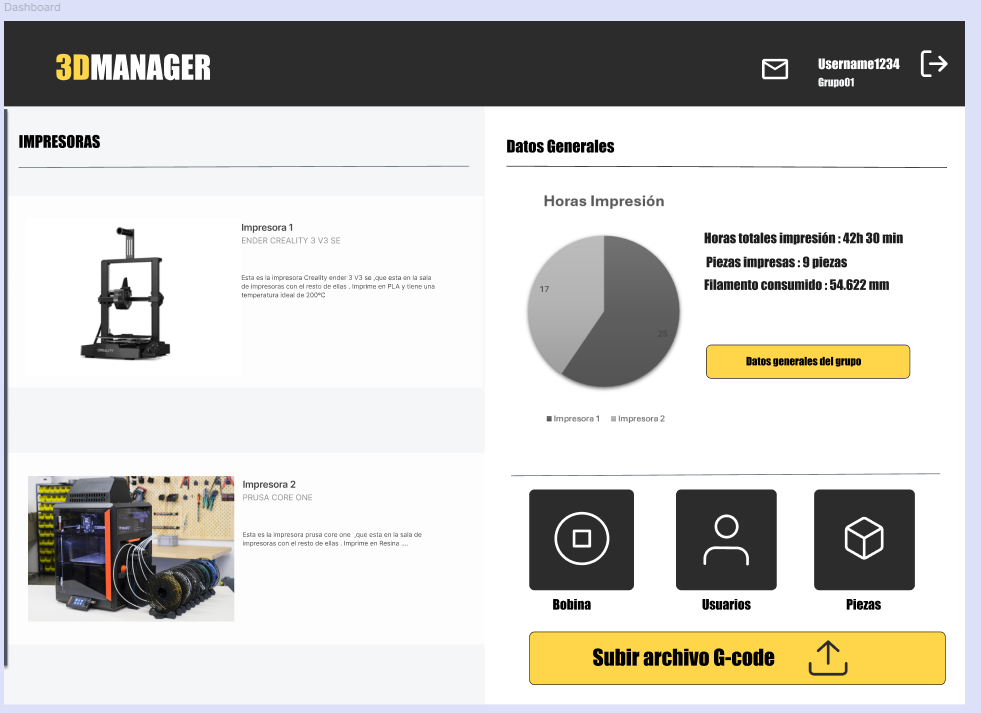 Dashboard
3DMANAGER
Username1234
Grupo01
IMPRESORAS
Impresora 1
ENDER CREALITY 3 V3 SE
Esta es la impresora Creality ender 3 V3 se ,que esta en la sala
de impresoras con el resto de ellas . Imprime en PLA y tiene una
temperatura ideal de 200ºC
Impresora 2
PRUSA CORE ONE
Esta es la impresora prusa core one ,que esta en la sala de
impresoras con el resto de ellas . Imprime en Resina ....
Datos Generales
Horas Impresión
17
25
Impresora 1
Impresora 2
Horas totales impresión : 42h 30 min
Piezas impresas : 9 piezas
Filamento consumido : 54.622 mm
Datos generales del grupo
Bobina
Usuarios
Piezas
Subir archivo G-code